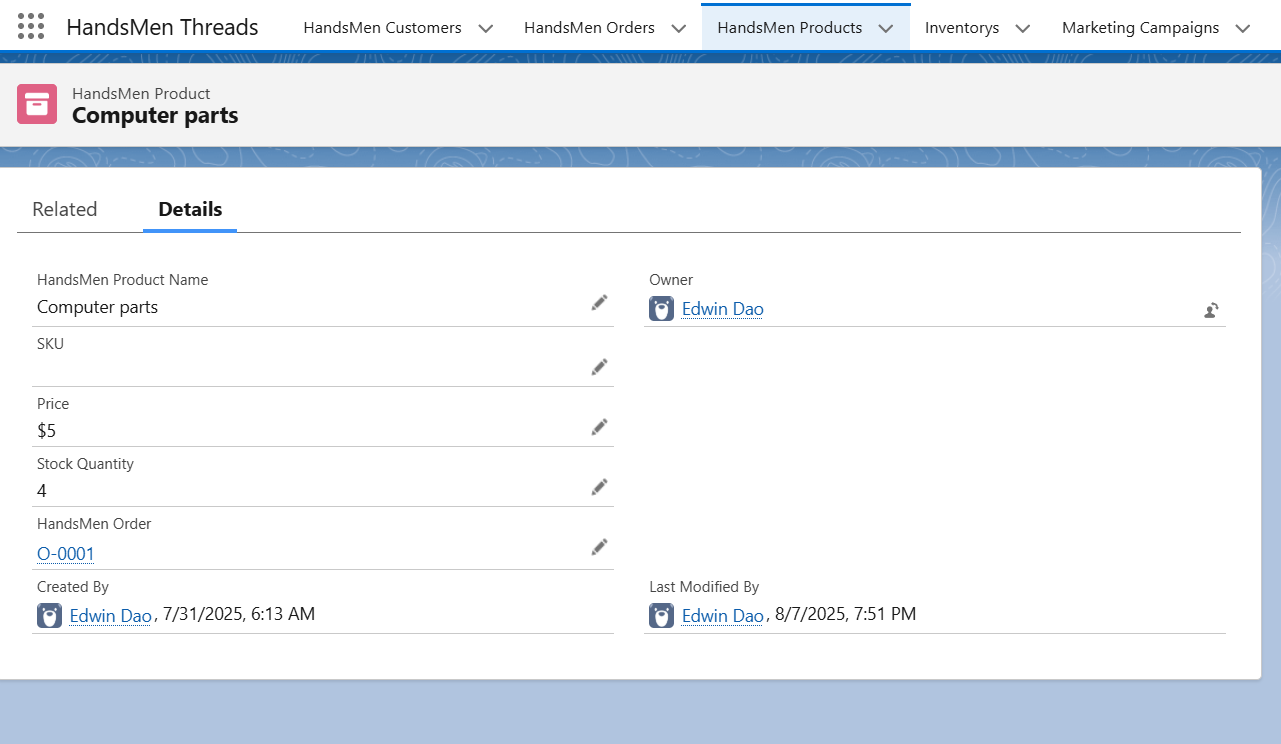 HandsMen Threads
HandsMen Customers
HandsMen Orders
HandsMen Products
Inventorys
Marketing Campaigns
HandsMen Product
Computer parts
Related
Details
HandsMen Product Name
Computer parts
Owner
Edwin Dao
SKU
Price
$5
Stock Quantity
4
HandsMen Order
O-0001
Created By
Edwin Dao, 7/31/2025, 6:13 AM
Last Modified By
Edwin Dao, 8/7/2025, 7:51 PM